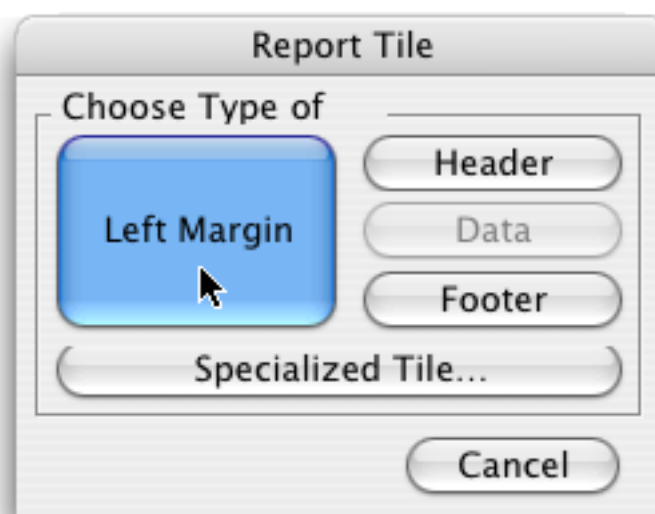 Report Tile
Choose Type of
Header
Left Margin
Data
Footer
Specialized Tile...
Cancel